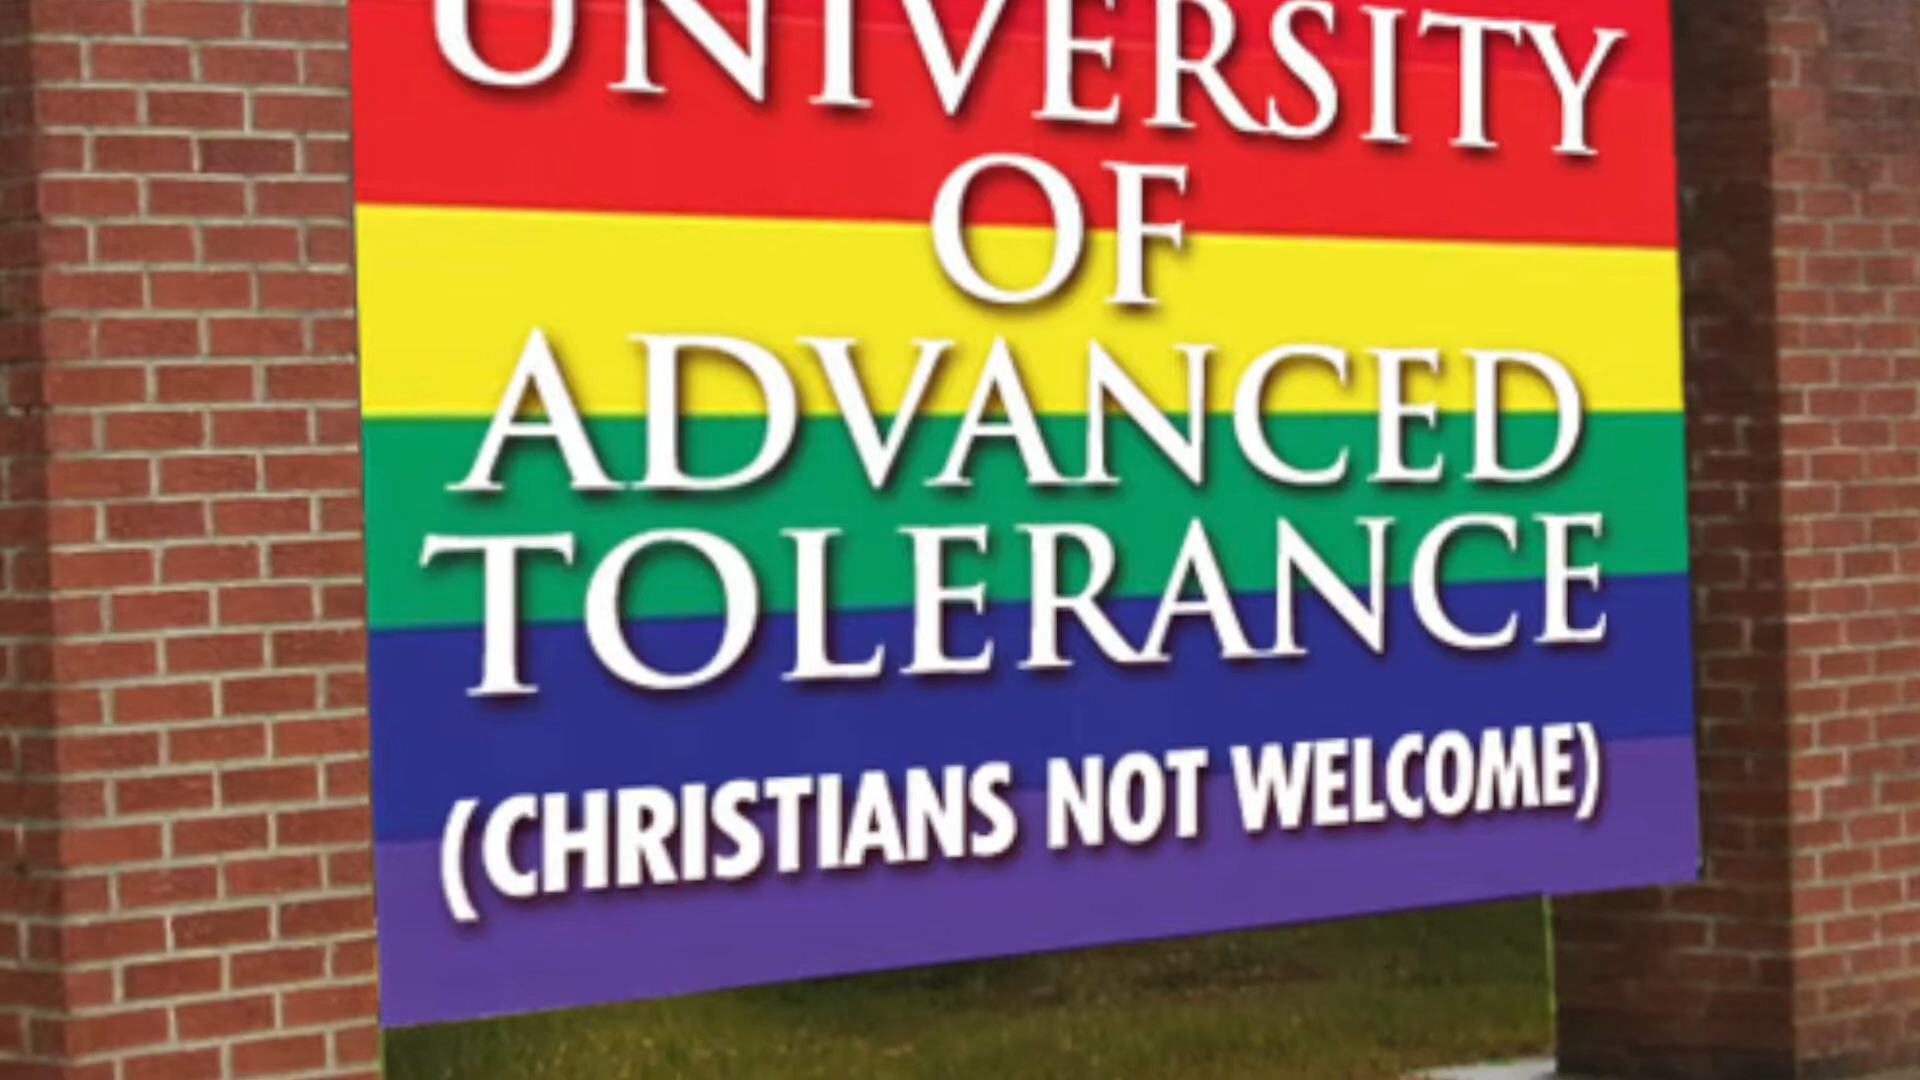 UNIVERSITY
OF
ADVANCED
TOLERANCE
(CHRISTIANS NOT WELCOME)